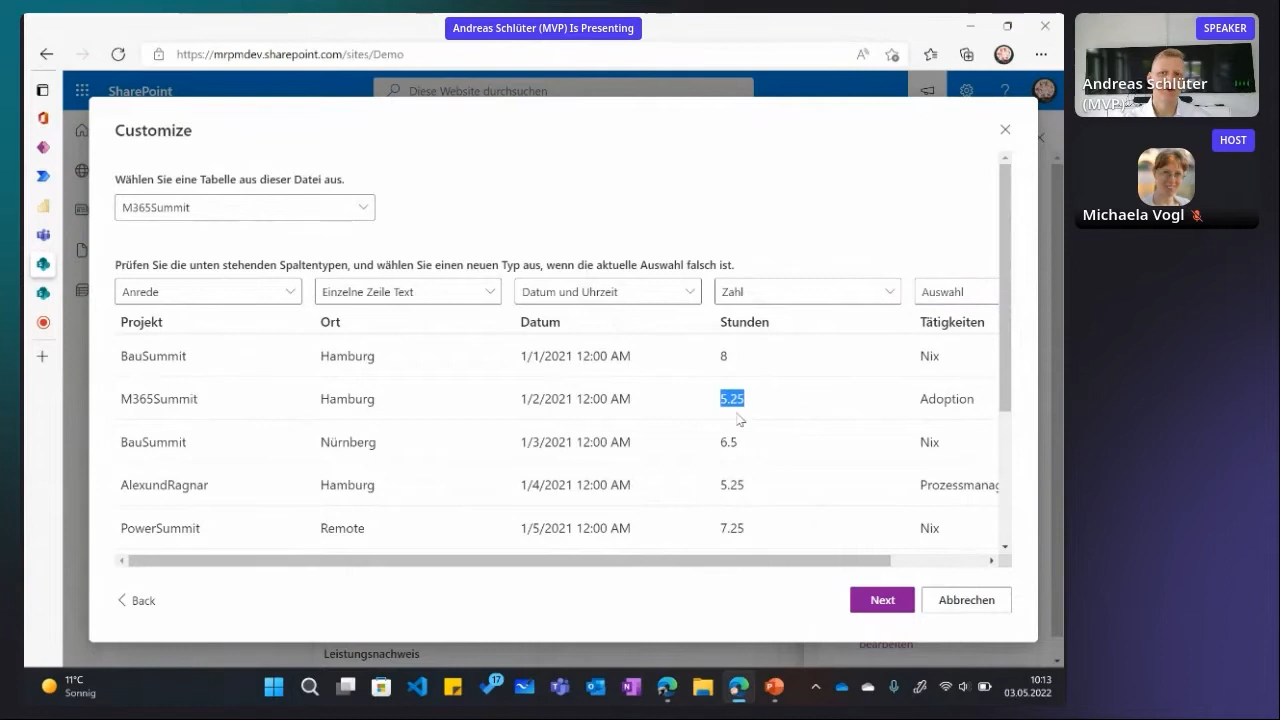 Andreas Schlüter (MVP) Is Presenting
SPEAKER
Andreas Schlüter
(MVP)
HOST
Michaela Vogl
https://mrpmdev.sharepoint.com/sites/Demo
SharePoint
Diese Website durchsuchen
Customize
Wählen Sie eine Tabelle aus dieser Datei aus.
M365Summit
Prüfen Sie die unten stehenden Spaltentypen, und wählen Sie einen neuen Typ aus, wenn die aktuelle Auswahl falsch ist.
Anrede Einzelne Zeile Text Datum und Uhrzeit Zahl Auswahl
Projekt Ort Datum Stunden Tätigkeiten
BauSummit Hamburg 1/1/2021 12:00 AM 8 Nix
M365Summit Hamburg 1/2/2021 12:00 AM 5.25 Adoption
BauSummit Nürnberg 1/3/2021 12:00 AM 6.5 Nix
AlexundRagnar Hamburg 1/4/2021 12:00 AM 5.25 Prozessmanag
PowerSummit Remote 1/5/2021 12:00 AM 7.25 Nix
Back
Next
Abbrechen
Leistungsnachweis
Bearbeiten
11°C
Sonnig
17
10:13
03.05.2022